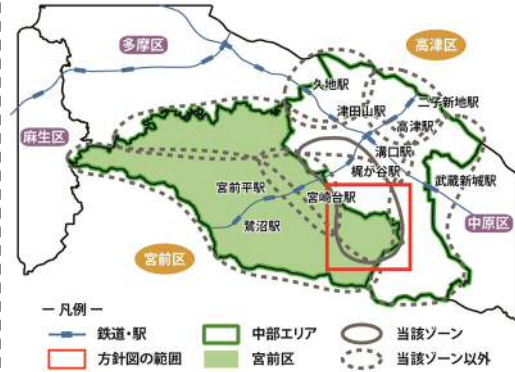 多摩区
高津区
久地駅
二子新地駅
津田山駅
高津駅
麻生区
溝口駅
梶が谷駅
武蔵新城駅
宮前平駅
宮崎台駅
中原区
鷺沼駅
宮前区
― 凡例 ―
鉄道・駅
中部エリア
当該ゾーン
方針図の範囲
宮前区
当該ゾーン以外